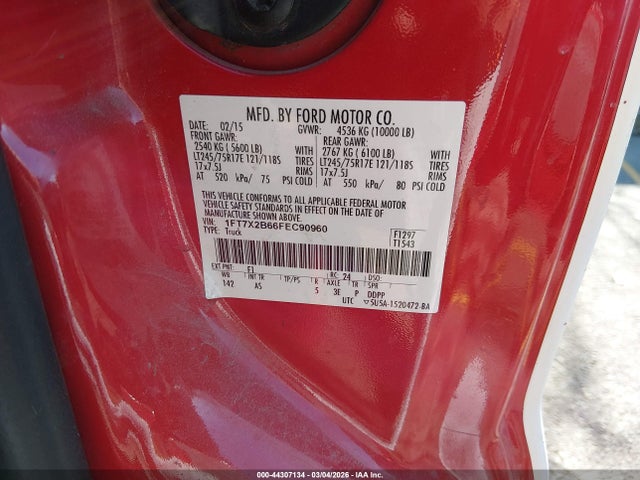 MFD. BY FORD MOTOR CO.
DATE: 02/15 GVWR: 4536 KG (10000 LB)
FRONT GAWR: REAR GAWR:
2540 KG (5600 LB) WITH 2767 KG (6100 LB) WITH
LT245/75R17E 121/118S TIRES LT245/75R17E 121/118S TIRES
17x7.5J RIMS 17x7.5J RIMS
AT 520 kPa/ 75 PSI COLD AT 550 kPa/ 80 PSI COLD
THIS VEHICLE CONFORMS TO ALL APPLICABLE FEDERAL MOTOR
VEHICLE SAFETY STANDARDS IN EFFECT ON THE DATE OF
MANUFACTURE SHOWN ABOVE.
VIN: 1FT7X2B66FEC90960 F1297
TYPE: Truck T1543
EXT PNT: F1 RC: 24 DSO:
WB INT TR TP/PS R AXLE TR SPR
142 AS 5 3E P DDPP
UTC ▽5USA-1520472-BA
000-44307134 - 03/04/2026 - IAA Inc.